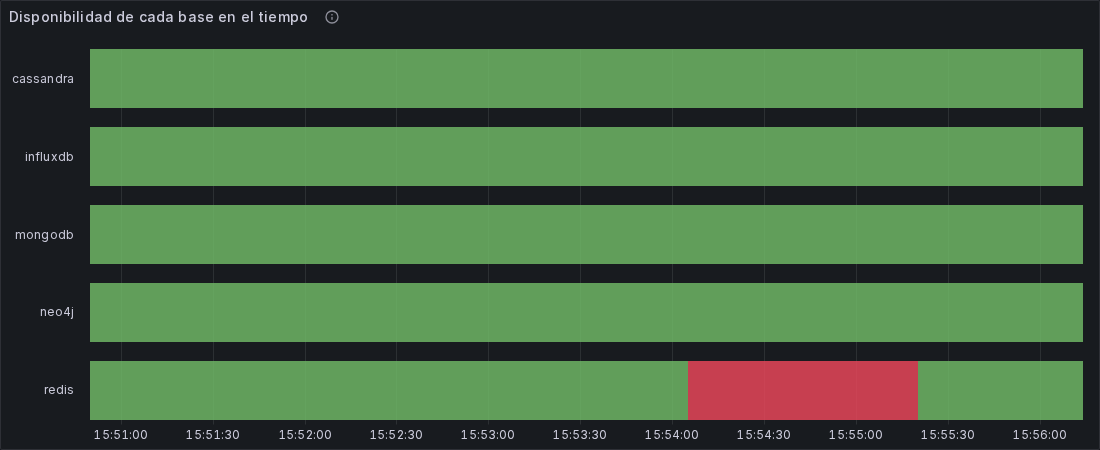 Disponibilidad de cada base en el tiempo
cassandra
influxdb
mongodb
neo4j
redis
15:51:00 15:51:30 15:52:00 15:52:30 15:53:00 15:53:30 15:54:00 15:54:30 15:55:00 15:55:30 15:56:00